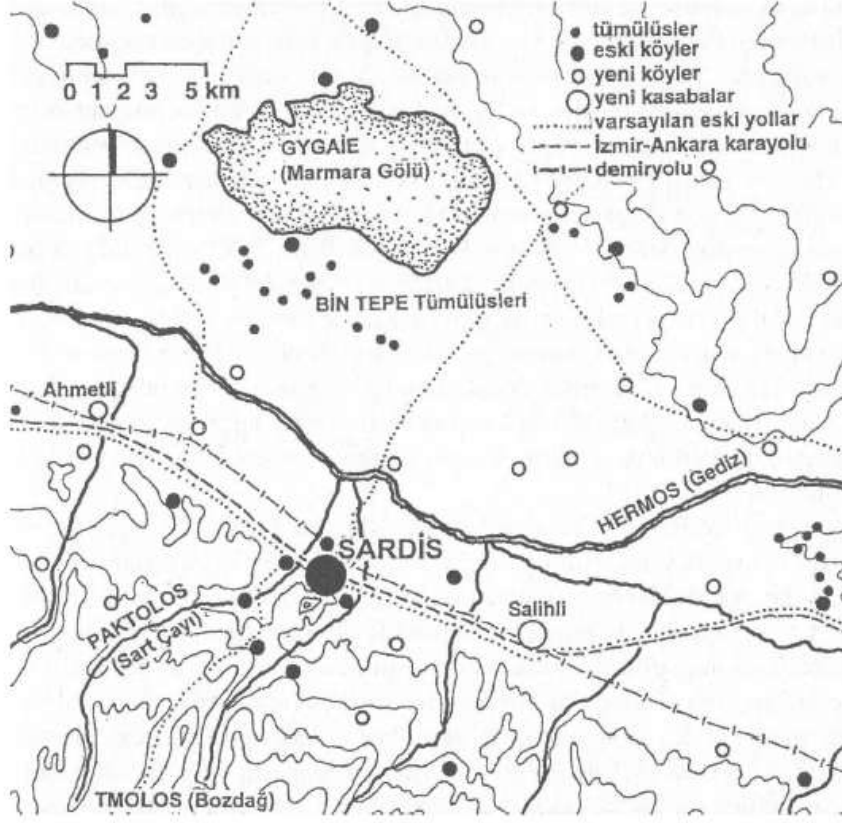 tümülüsler
eski köyler
yeni köyler
yeni kasabalar
varsayılan eski yollar
İzmir-Ankara karayolu
demiryolu
0 1 2 3 5 km
GYGAIE
(Marmara Gölü)
BİN TEPE Tümülüsleri
Ahmetli
HERMOS (Gediz)
SARDİS
PAKTOLOS
(Sart Çayı)
Salihli
TMOLOS (Bozdağ)